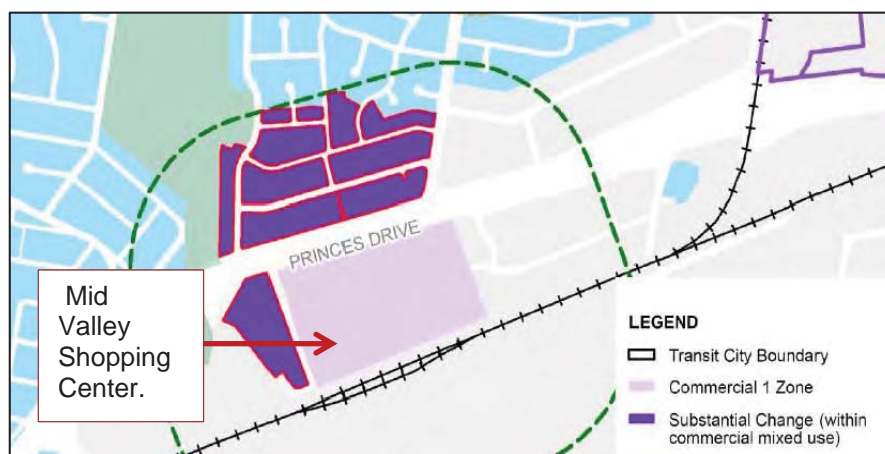 PRINCES DRIVE
Mid
Valley
Shopping
Center.
LEGEND
Transit City Boundary
Commercial 1 Zone
Substantial Change (within
commercial mixed use)